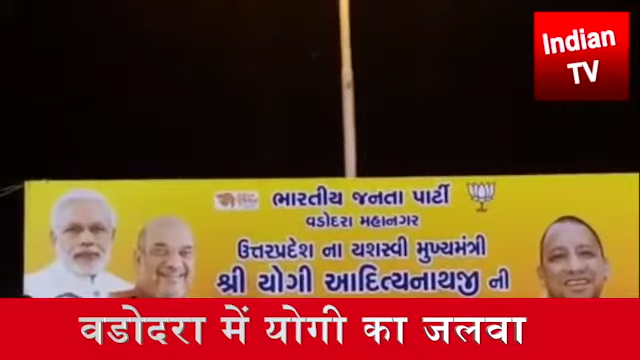 Indian
TV
ભારતીય જનતા પાર્ટી
વડોદરા મહાનગર
ઉત્તરપ્રદેશ ના યશસ્વી મુખ્યમંત્રી
શ્રી યોગી આદિત્યનાથજી ની
वडोदरा में योगी का जलवा